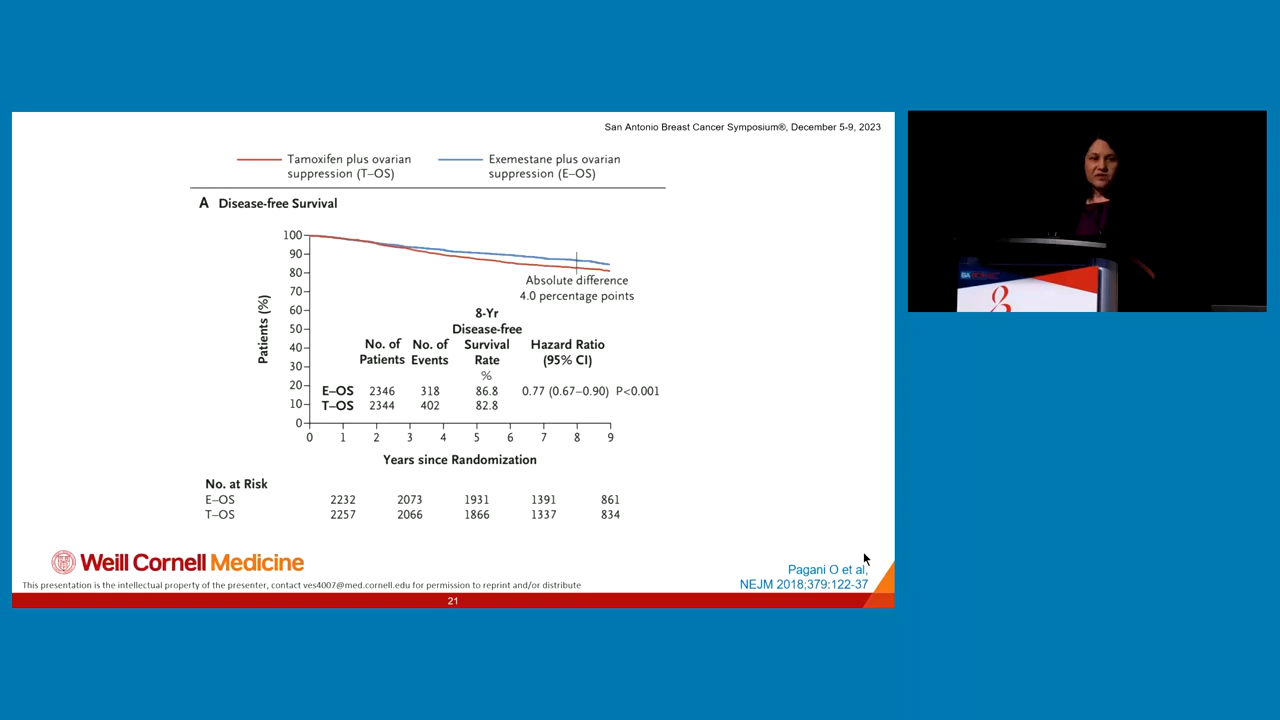 San Antonio Breast Cancer Symposium®, December 5-9, 2023
Tamoxifen plus ovarian suppression (T–OS)
Exemestane plus ovarian suppression (E–OS)
A Disease-free Survival
100
90
80
70
60
50
40
30
20
10
0
Patients (%)
Absolute difference
4.0 percentage points
No. of Patients
No. of Events
8-Yr Disease-free Survival Rate
%
Hazard Ratio (95% CI)
E–OS 2346 318 86.8 0.77 (0.67–0.90) P<0.001
T–OS 2344 402 82.8
0 1 2 3 4 5 6 7 8 9
Years since Randomization
No. at Risk
E–OS 2232 2073 1931 1391 861
T–OS 2257 2066 1866 1337 834
Weill Cornell Medicine
Pagani O et al,
NEJM 2018;379:122-37
This presentation is the intellectual property of the presenter, contact ves4007@med.cornell.edu for permission to reprint and/or distribute
21